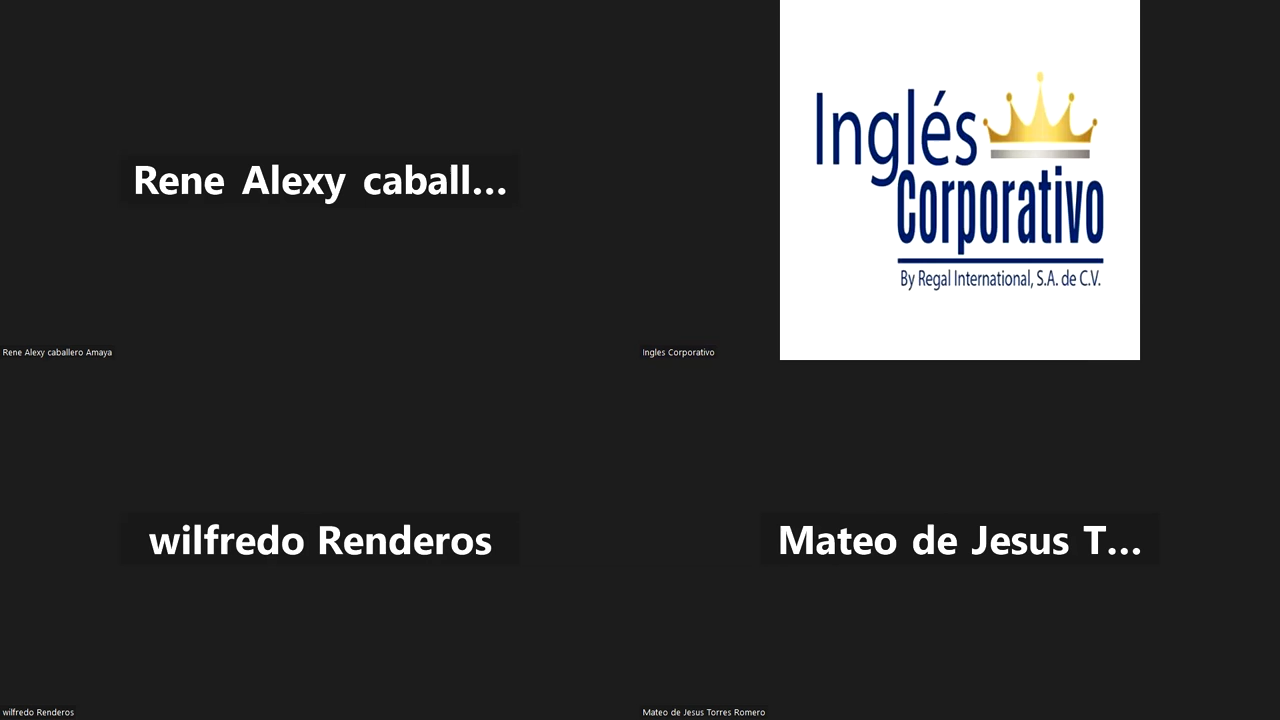 Rene Alexy caball...
Rene Alexy caballero Amaya
Inglés
Corporativo
By Regal International, S.A. de C.V.
Ingles Corporativo
wilfredo Renderos
wilfredo Renderos
Mateo de Jesus T...
Mateo de Jesus Torres Romero